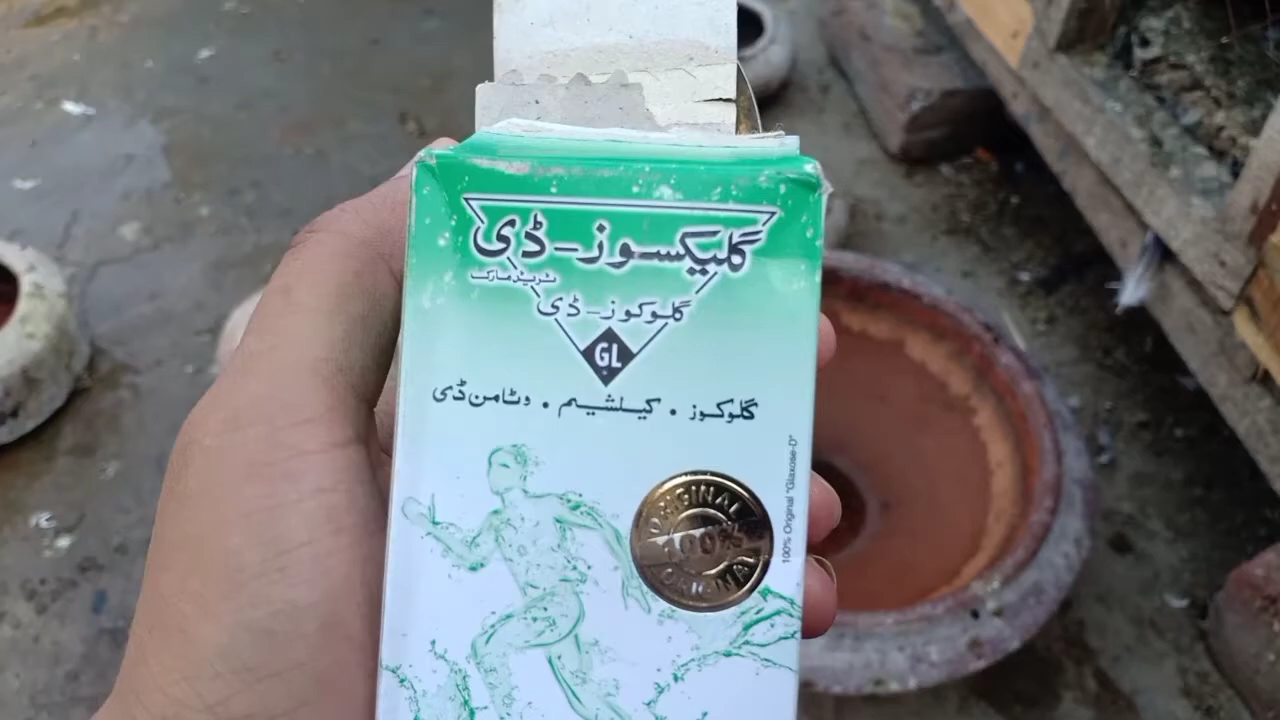 گلیکسوز-ڈی
ٹریڈ مارک
گلوکوز-ڈی
GL
گلوکوز . کیلشیم . وٹامن ڈی
ORIGINAL
100%
ORIGINAL
100% Original "Glaxose-D"